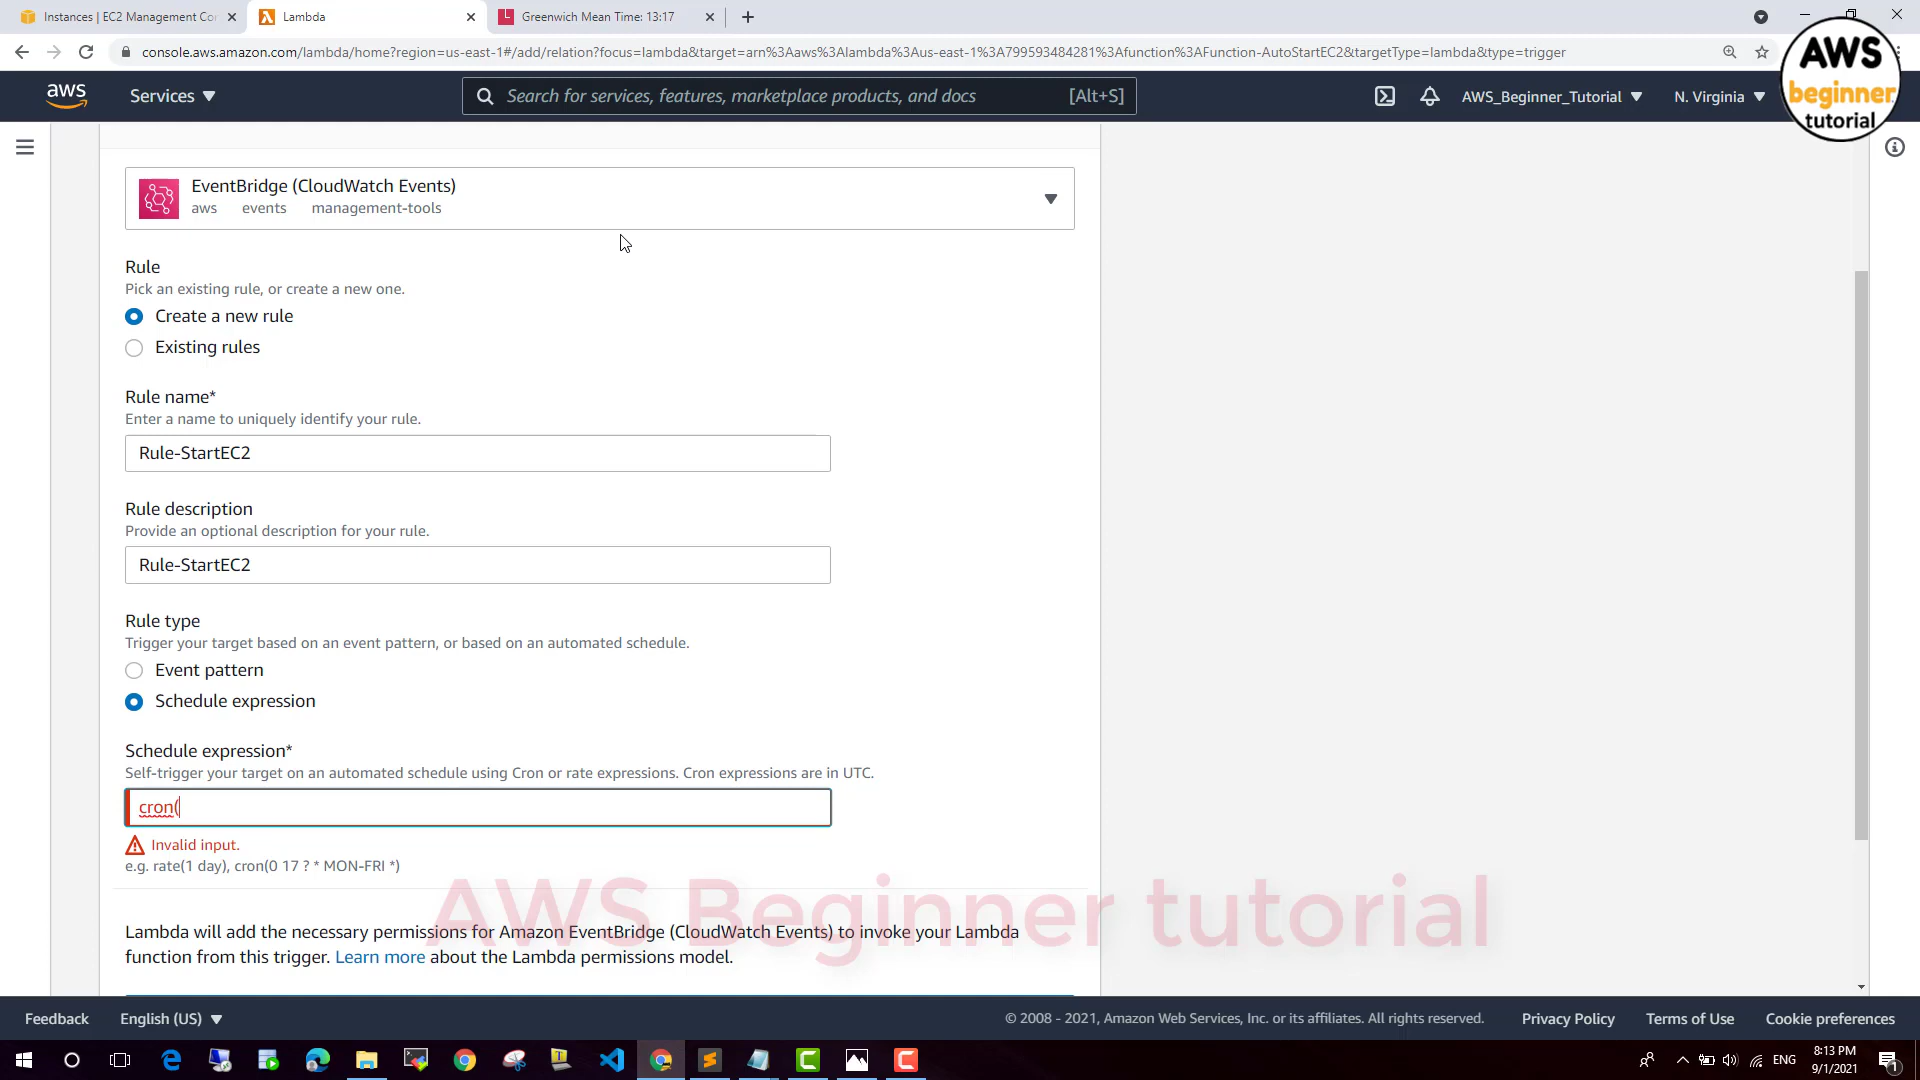 Instances | EC2 Management Con
Lambda
Greenwich Mean Time: 13:17
console.aws.amazon.com/lambda/home?region=us-east-1#/add/relation?focus=lambda&target=arn%3Aaws%3Alambda%3Aus-east-1%3A799593484281%3Afunction%3AFunction-AutoStartEC2&targetType=lambda&type=trigger
aws
Services
Search for services, features, marketplace products, and docs
[Alt+S]
AWS_Beginner_Tutorial
N. Virginia
AWS
beginner
tutorial
EventBridge (CloudWatch Events)
aws events management-tools
Rule
Pick an existing rule, or create a new one.
Create a new rule
Existing rules
Rule name*
Enter a name to uniquely identify your rule.
Rule-StartEC2
Rule description
Provide an optional description for your rule.
Rule-StartEC2
Rule type
Trigger your target based on an event pattern, or based on an automated schedule.
Event pattern
Schedule expression
Schedule expression*
Self-trigger your target on an automated schedule using Cron or rate expressions. Cron expressions are in UTC.
cron(
Invalid input.
e.g. rate(1 day), cron(0 17 ? * MON-FRI *)
AWS Beginner tutorial
Lambda will add the necessary permissions for Amazon EventBridge (CloudWatch Events) to invoke your Lambda
function from this trigger. Learn more about the Lambda permissions model.
Feedback
English (US)
© 2008 - 2021, Amazon Web Services, Inc. or its affiliates. All rights reserved.
Privacy Policy
Terms of Use
Cookie preferences
ENG
8:13 PM
9/1/2021
1